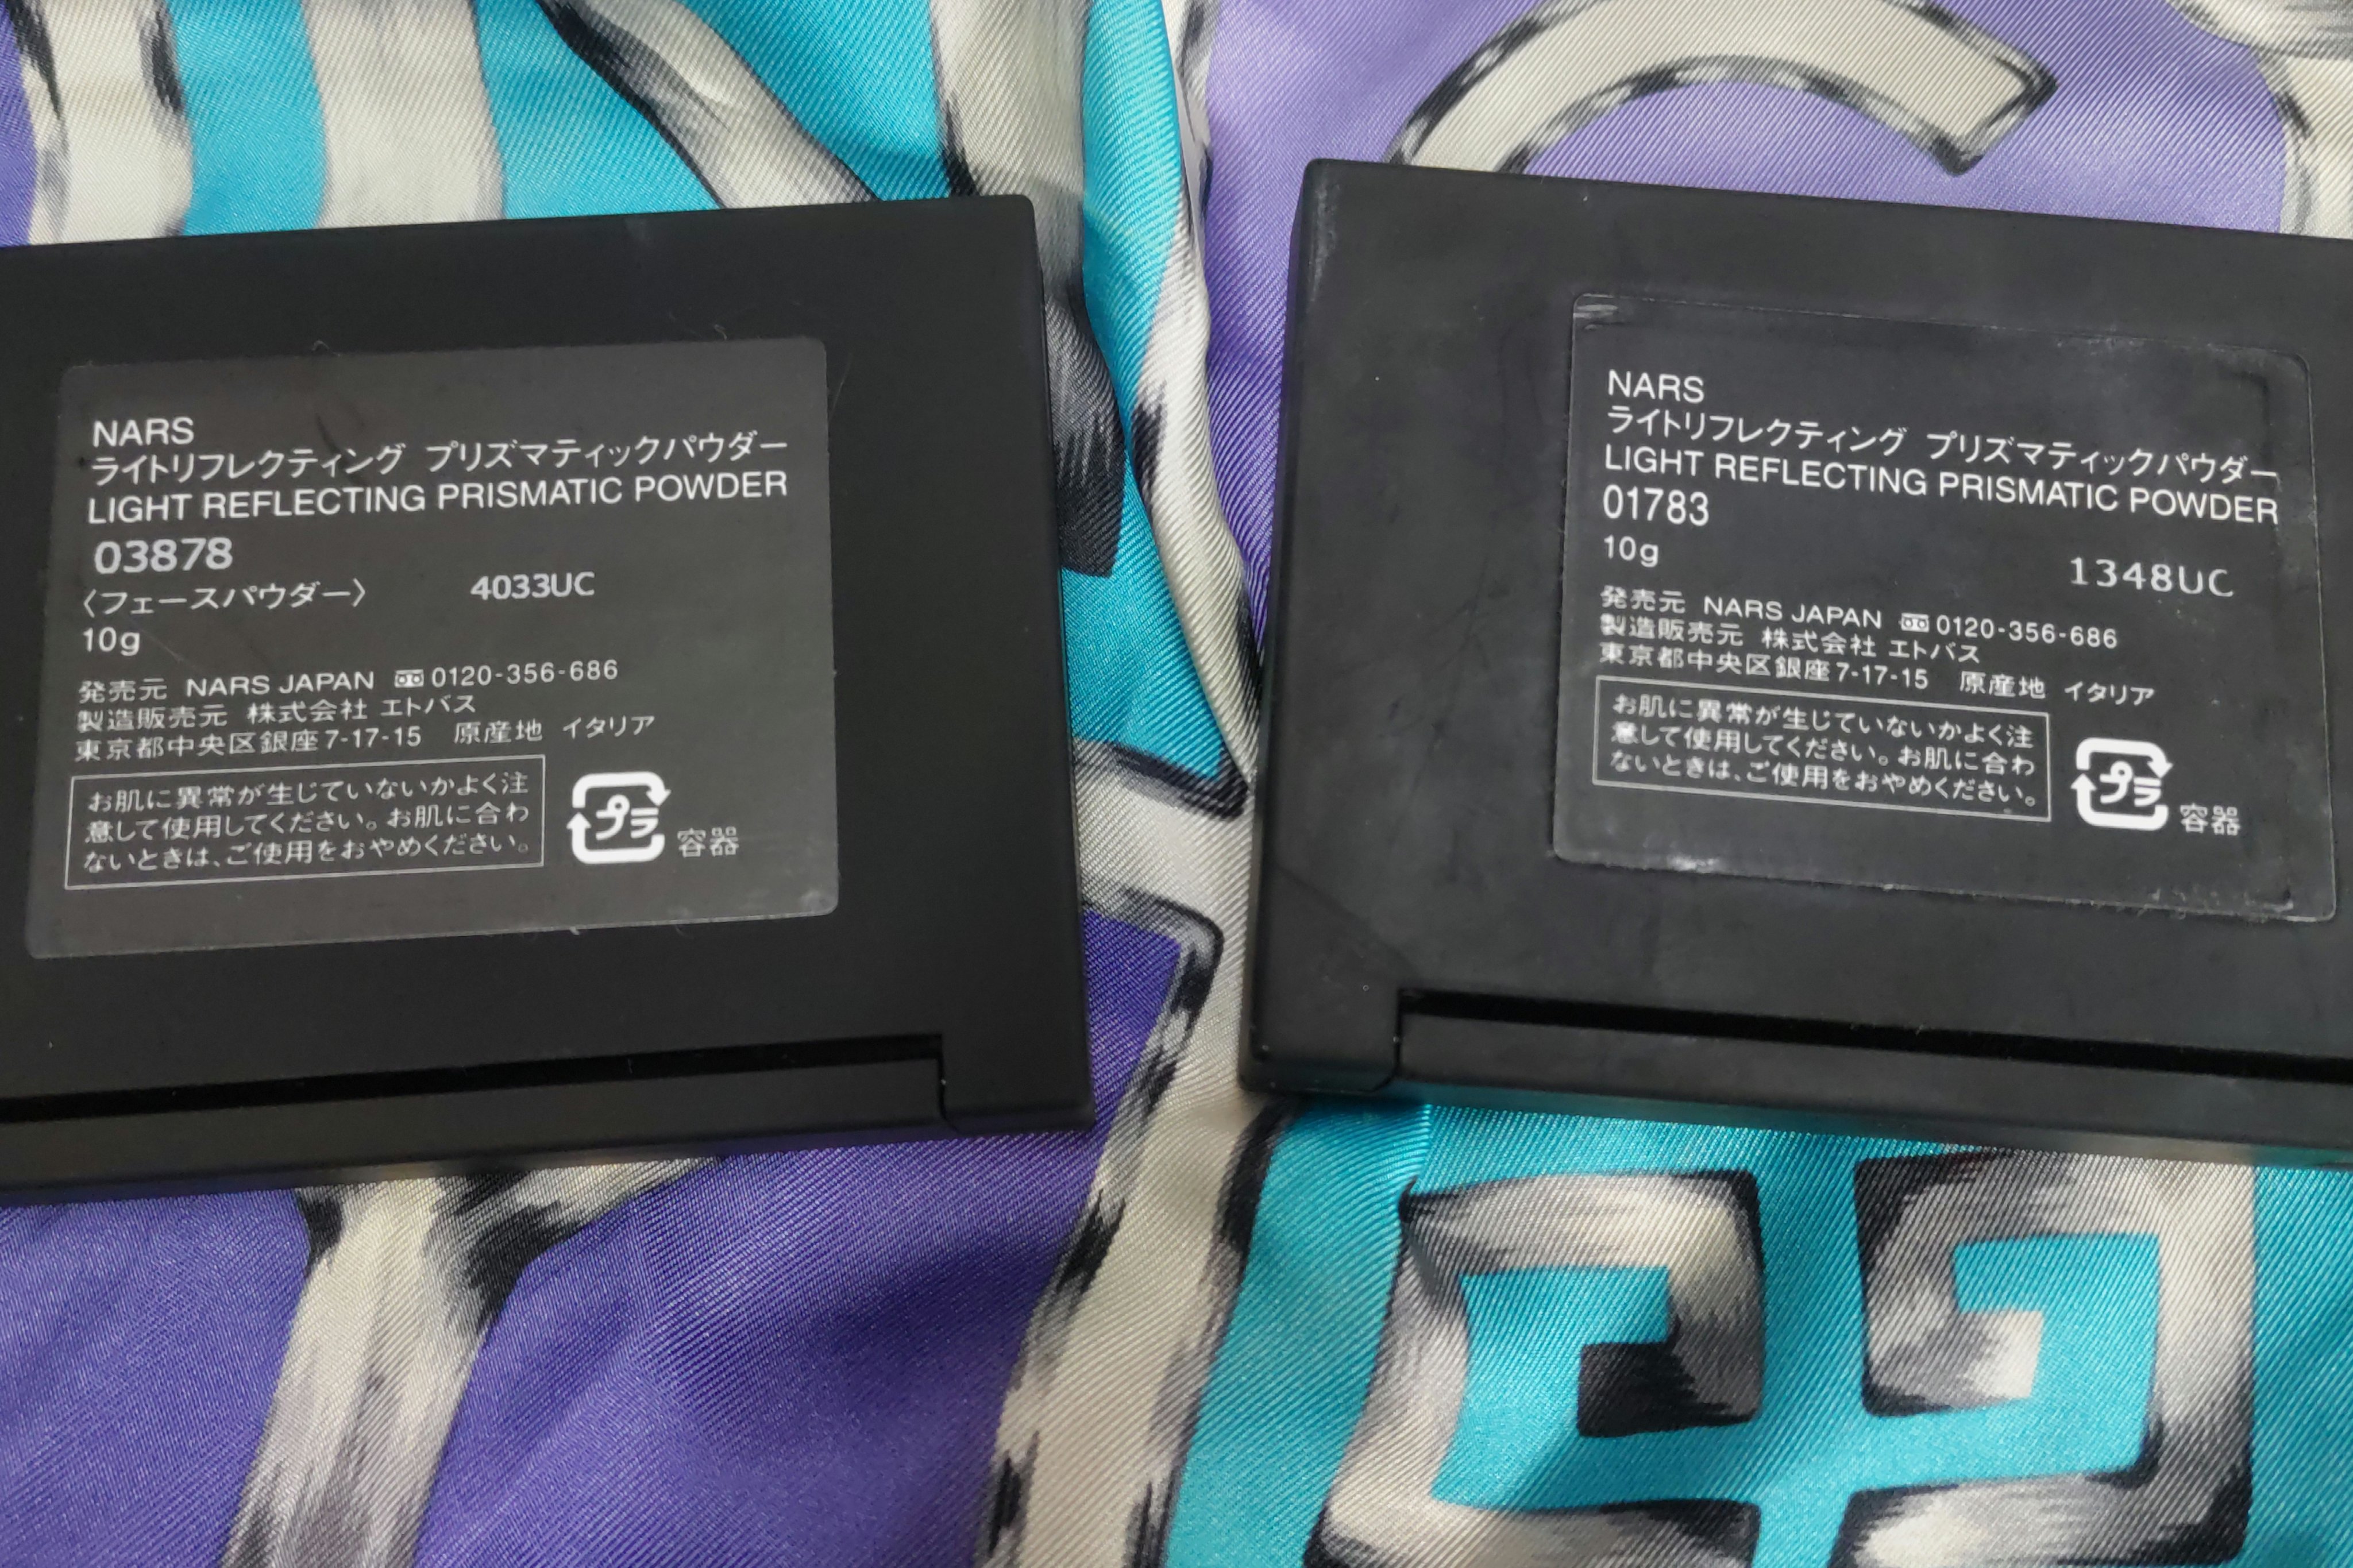 NARS
ライトリフレクティング プリズマティックパウダー
LIGHT REFLECTING PRISMATIC POWDER
03878
〈フェースパウダー〉 4033UC
10g
発売元 NARS JAPAN 0120-356-686
製造販売元 株式会社 エトバス
東京都中央区銀座7-17-15 原産地 イタリア
お肌に異常が生じていないかよく注
意して使用してください。お肌に合わ
ないときは、ご使用をおやめください。
プラ 容器
NARS
ライトリフレクティング プリズマティックパウダー
LIGHT REFLECTING PRISMATIC POWDER
01783
10g 1348UC
発売元 NARS JAPAN 0120-356-686
製造販売元 株式会社 エトバス
東京都中央区銀座7-17-15 原産地 イタリア
お肌に異常が生じていないかよく注
意して使用してください。お肌に合わ
ないときは、ご使用をおやめください。
プラ 容器